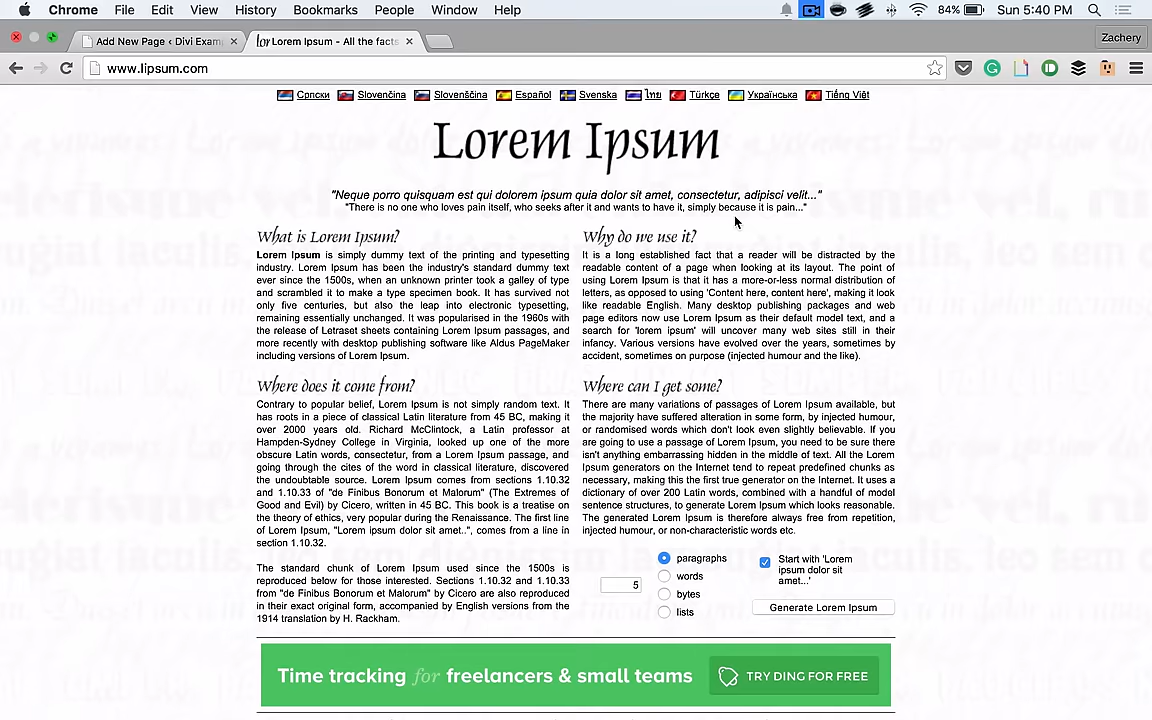 Chrome File Edit View History Bookmarks People Window Help 84% Sun 5:40 PM
Add New Page ‹ Divi Exam Lorem Ipsum - All the facts Zachery
www.lipsum.com
Српски Slovenčina Slovenščina Español Svenska ไทย Türkçe Українська Tiếng Việt
Lorem Ipsum
"Neque porro quisquam est qui dolorem ipsum quia dolor sit amet, consectetur, adipisci velit..."
"There is no one who loves pain itself, who seeks after it and wants to have it, simply because it is pain..."
What is Lorem Ipsum?
Lorem Ipsum is simply dummy text of the printing and typesetting
industry. Lorem Ipsum has been the industry's standard dummy text
ever since the 1500s, when an unknown printer took a galley of type
and scrambled it to make a type specimen book. It has survived not
only five centuries, but also the leap into electronic typesetting,
remaining essentially unchanged. It was popularised in the 1960s with
the release of Letraset sheets containing Lorem Ipsum passages, and
more recently with desktop publishing software like Aldus PageMaker
including versions of Lorem Ipsum.
Why do we use it?
It is a long established fact that a reader will be distracted by the
readable content of a page when looking at its layout. The point of
using Lorem Ipsum is that it has a more-or-less normal distribution of
letters, as opposed to using 'Content here, content here', making it look
like readable English. Many desktop publishing packages and web
page editors now use Lorem Ipsum as their default model text, and a
search for 'lorem ipsum' will uncover many web sites still in their
infancy. Various versions have evolved over the years, sometimes by
accident, sometimes on purpose (injected humour and the like).
Where does it come from?
Contrary to popular belief, Lorem Ipsum is not simply random text. It
has roots in a piece of classical Latin literature from 45 BC, making it
over 2000 years old. Richard McClintock, a Latin professor at
Hampden-Sydney College in Virginia, looked up one of the more
obscure Latin words, consectetur, from a Lorem Ipsum passage, and
going through the cites of the word in classical literature, discovered
the undoubtable source. Lorem Ipsum comes from sections 1.10.32
and 1.10.33 of "de Finibus Bonorum et Malorum" (The Extremes of
Good and Evil) by Cicero, written in 45 BC. This book is a treatise on
the theory of ethics, very popular during the Renaissance. The first line
of Lorem Ipsum, "Lorem ipsum dolor sit amet..", comes from a line in
section 1.10.32.
The standard chunk of Lorem Ipsum used since the 1500s is
reproduced below for those interested. Sections 1.10.32 and 1.10.33
from "de Finibus Bonorum et Malorum" by Cicero are also reproduced
in their exact original form, accompanied by English versions from the
1914 translation by H. Rackham.
Where can I get some?
There are many variations of passages of Lorem Ipsum available, but
the majority have suffered alteration in some form, by injected humour,
or randomised words which don't look even slightly believable. If you
are going to use a passage of Lorem Ipsum, you need to be sure there
isn't anything embarrassing hidden in the middle of text. All the Lorem
Ipsum generators on the Internet tend to repeat predefined chunks as
necessary, making this the first true generator on the Internet. It uses a
dictionary of over 200 Latin words, combined with a handful of model
sentence structures, to generate Lorem Ipsum which looks reasonable.
The generated Lorem Ipsum is therefore always free from repetition,
injected humour, or non-characteristic words etc.
5
paragraphs
words
bytes
lists
Start with 'Lorem
ipsum dolor sit
amet...'
Generate Lorem Ipsum
Time tracking for freelancers & small teams TRY DING FOR FREE